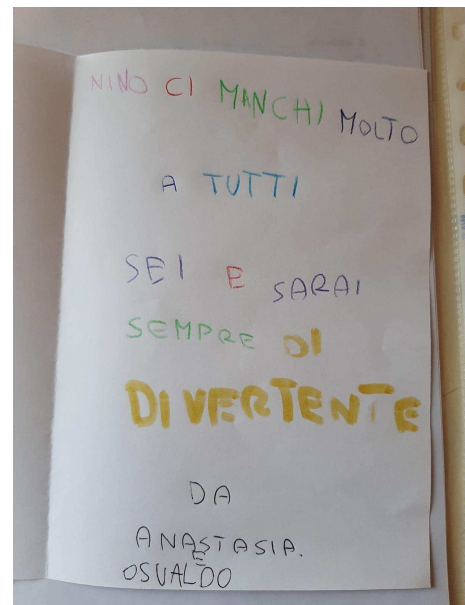 NINO CI MANCHI MOLTO
A TUTTI
SEI E SARAI
SEMPRE DI
DIVERTENTE
DA
ANASTASIA.
E
OSVALDO